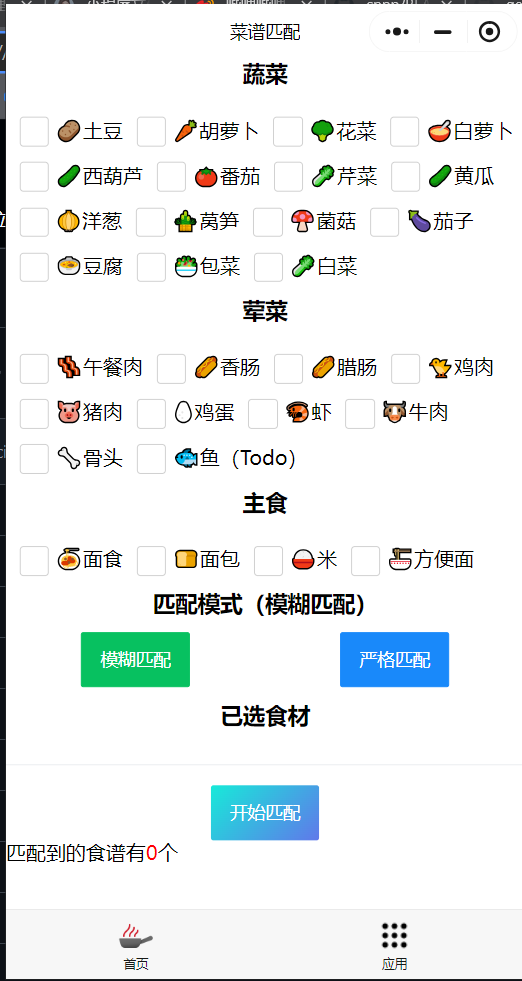 菜谱匹配
蔬菜
土豆 胡萝卜 花菜 白萝卜
西葫芦 番茄 芹菜 黄瓜
洋葱 莴笋 菌菇 茄子
豆腐 包菜 白菜
荤菜
午餐肉 香肠 腊肠 鸡肉
猪肉 鸡蛋 虾 牛肉
骨头 鱼（Todo）
主食
面食 面包 米 方便面
匹配模式（模糊匹配）
模糊匹配 严格匹配
已选食材
开始匹配
匹配到的食谱有0个
首页 应用